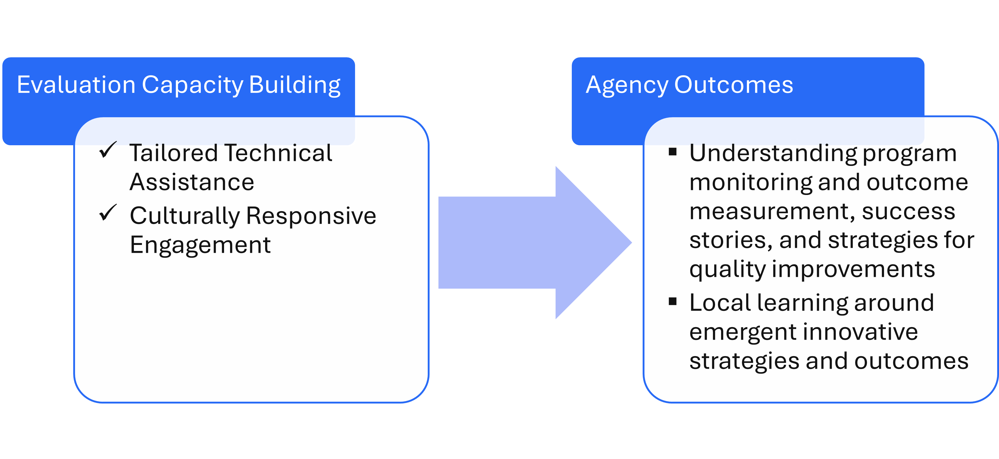 Evaluation Capacity Building
✓ Tailored Technical
Assistance
✓ Culturally Responsive
Engagement
Agency Outcomes
▪ Understanding program
monitoring and outcome
measurement, success
stories, and strategies for
quality improvements
▪ Local learning around
emergent innovative
strategies and outcomes